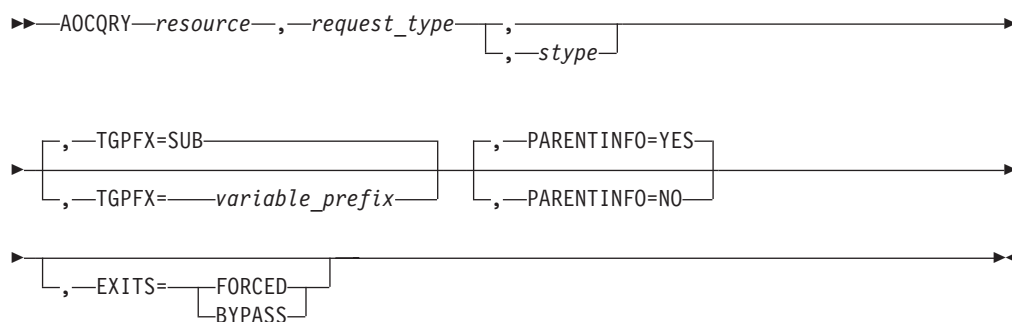 AOCQRY resource , request_type ,
, stype
, TGPFX=SUB , PARENTINFO=YES
, TGPFX= variable_prefix , PARENTINFO=NO
, EXITS= FORCED
BYPASS